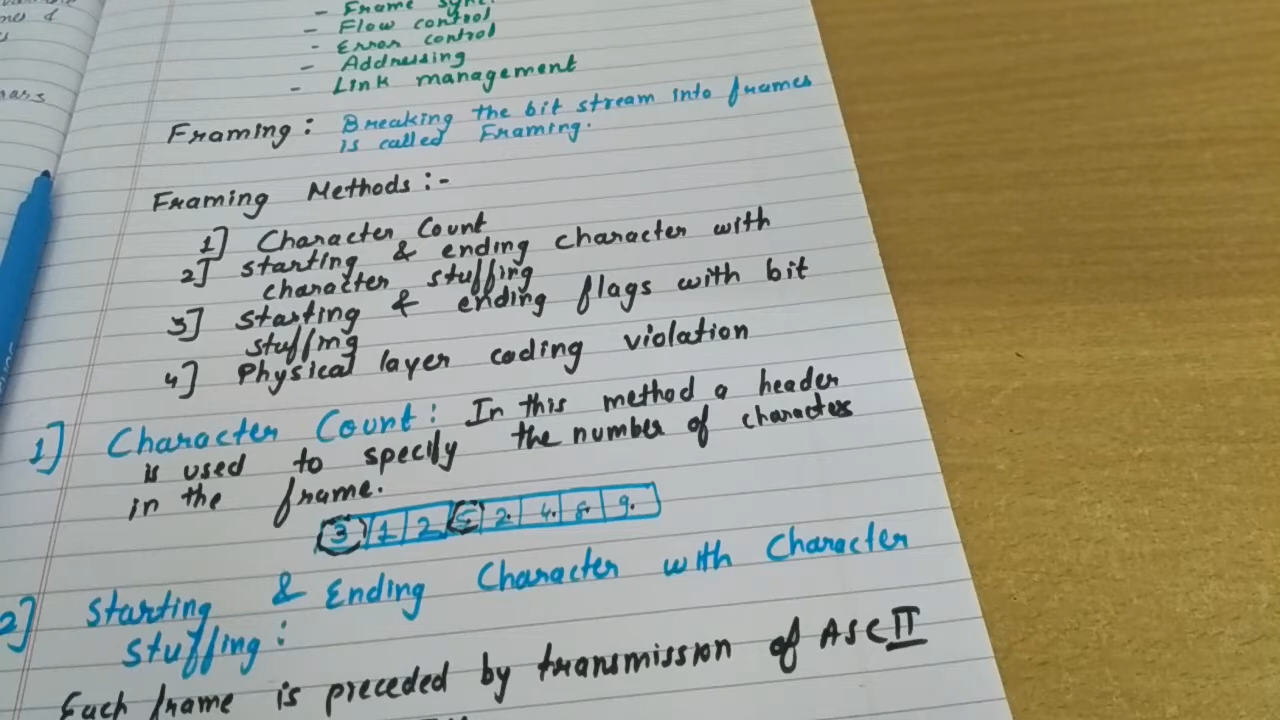 - Frame sync.
- Flow control
- Error control
- Addressing
- Link management
Framing : Breaking the bit stream into frames
is called Framing.
Framing Methods :-
1] Character Count
2] starting & ending character with
character stuffing
3] starting & ending flags with bit
stuffing
4] Physical layer coding violation
1] Character Count : In this method a header
is used to specify the number of character
in the frame.
3 1 2 5 2. 4. 8. 9.
2] Starting & Ending Character with Character
stuffing :
Each frame is preceded by transmission of ASCII